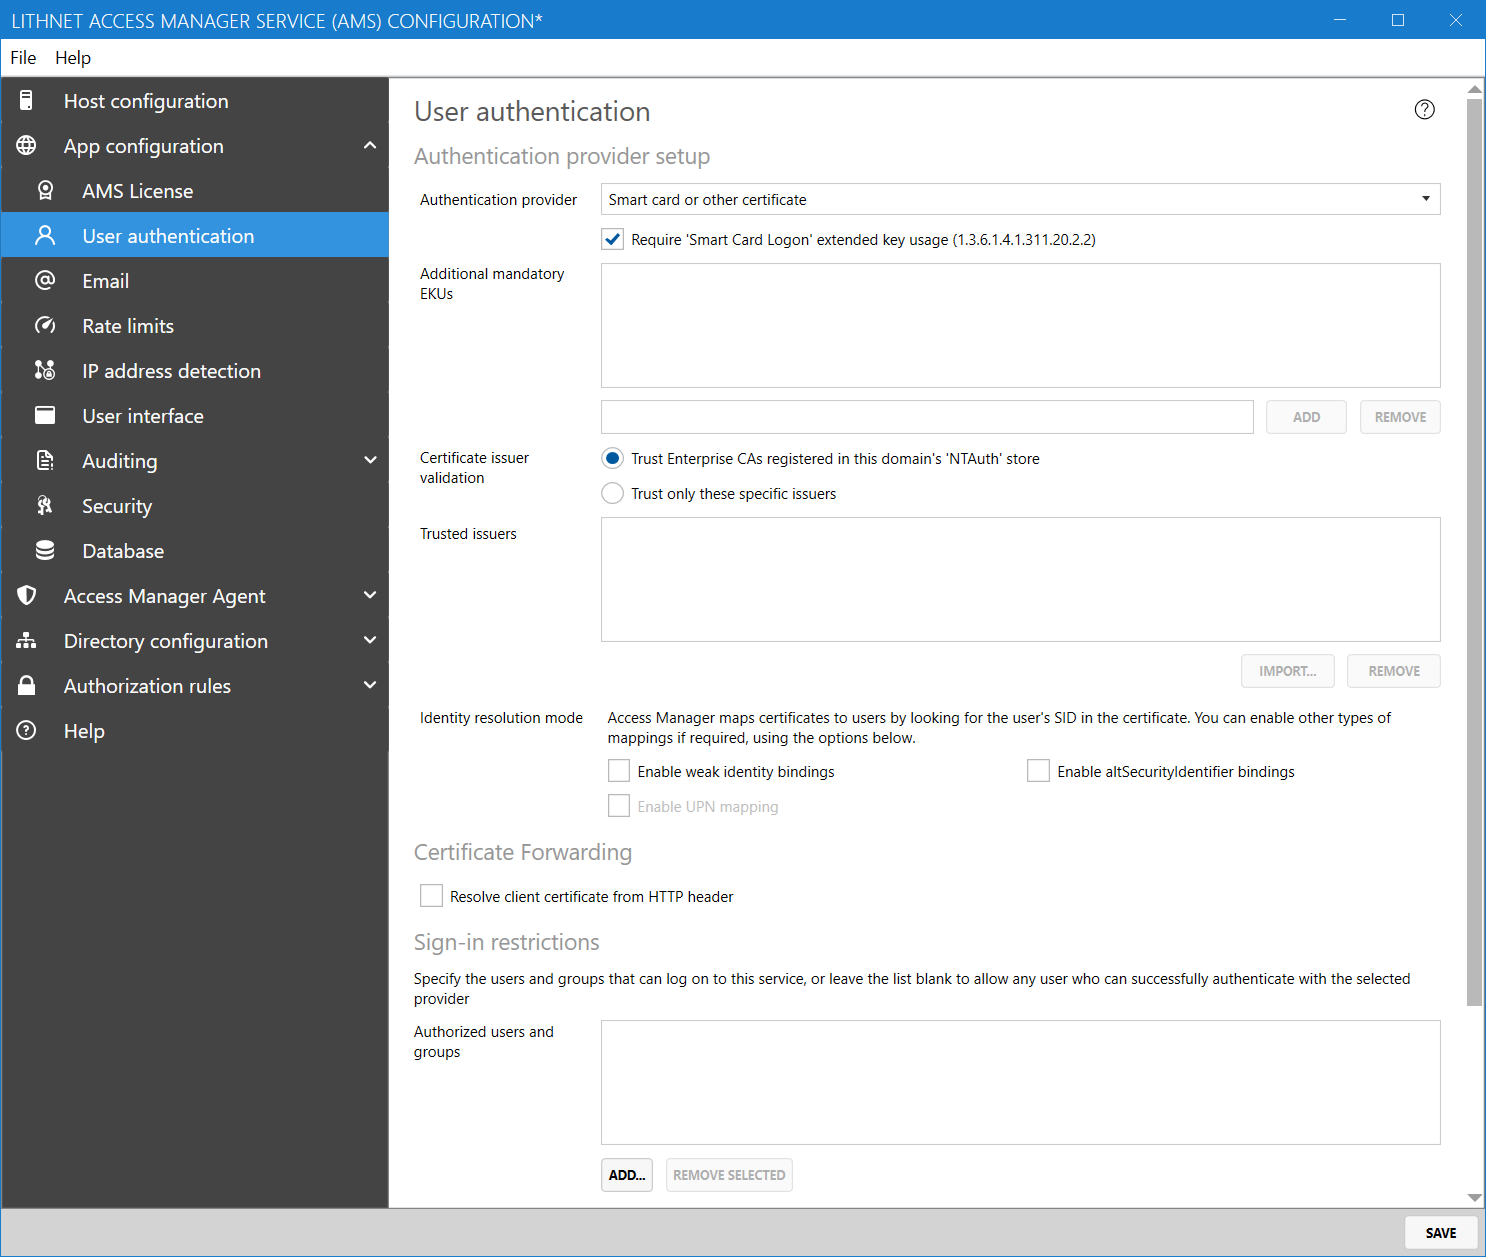 LITHNET ACCESS MANAGER SERVICE (AMS) CONFIGURATION*
File Help
Host configuration
App configuration
AMS License
User authentication
Email
Rate limits
IP address detection
User interface
Auditing
Security
Database
Access Manager Agent
Directory configuration
Authorization rules
Help
User authentication
Authentication provider setup
Authentication provider
Smart card or other certificate
Require 'Smart Card Logon' extended key usage (1.3.6.1.4.1.311.20.2.2)
Additional mandatory
EKUs
ADD REMOVE
Certificate issuer
validation
Trust Enterprise CAs registered in this domain's 'NTAuth' store
Trust only these specific issuers
Trusted issuers
IMPORT... REMOVE
Identity resolution mode
Access Manager maps certificates to users by looking for the user's SID in the certificate. You can enable other types of
mappings if required, using the options below.
Enable weak identity bindings Enable altSecurityIdentifier bindings
Enable UPN mapping
Certificate Forwarding
Resolve client certificate from HTTP header
Sign-in restrictions
Specify the users and groups that can log on to this service, or leave the list blank to allow any user who can successfully authenticate with the selected
provider
Authorized users and
groups
ADD... REMOVE SELECTED
SAVE